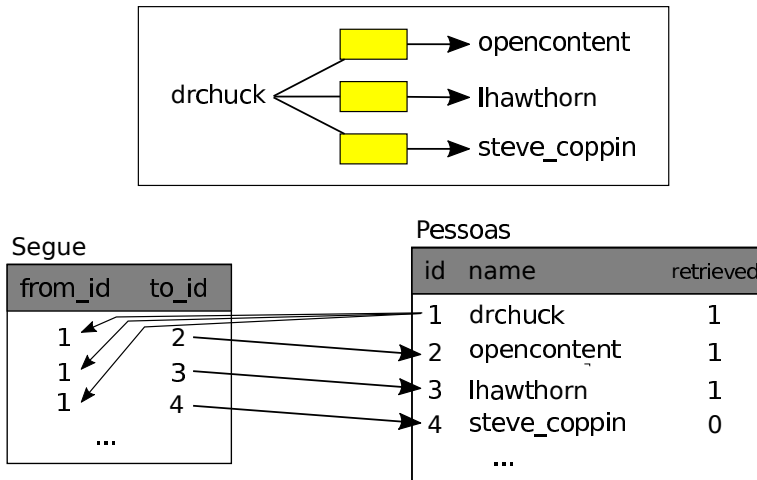 drchuck
opencontent
lhawthorn
steve_coppin
Segue
from_id to_id
1 2
1 3
1 4
...
Pessoas
id name retrieved
1 drchuck 1
2 opencontent 1
3 lhawthorn 1
4 steve_coppin 0
...